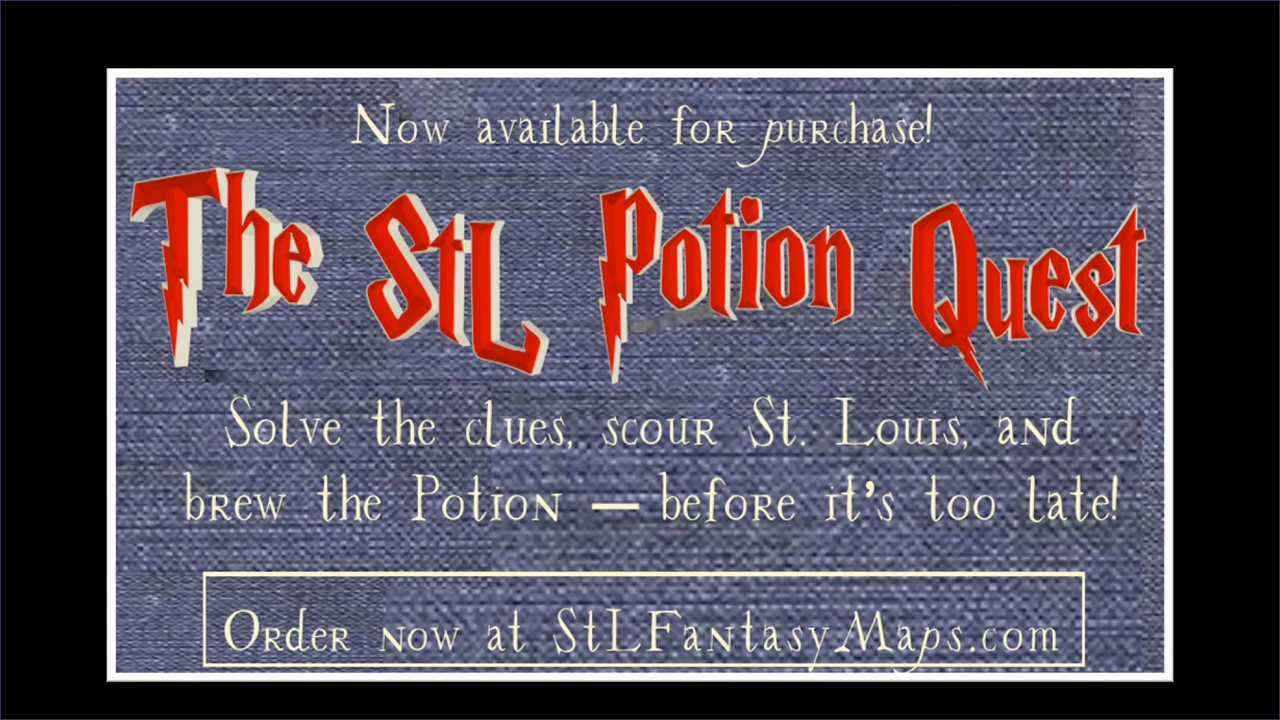 Now available for purchase!
The StL Potion Quest
Solve the clues, scour St. Louis, and
brew the Potion — before it's too late!
Order now at StLFantasyMaps.com